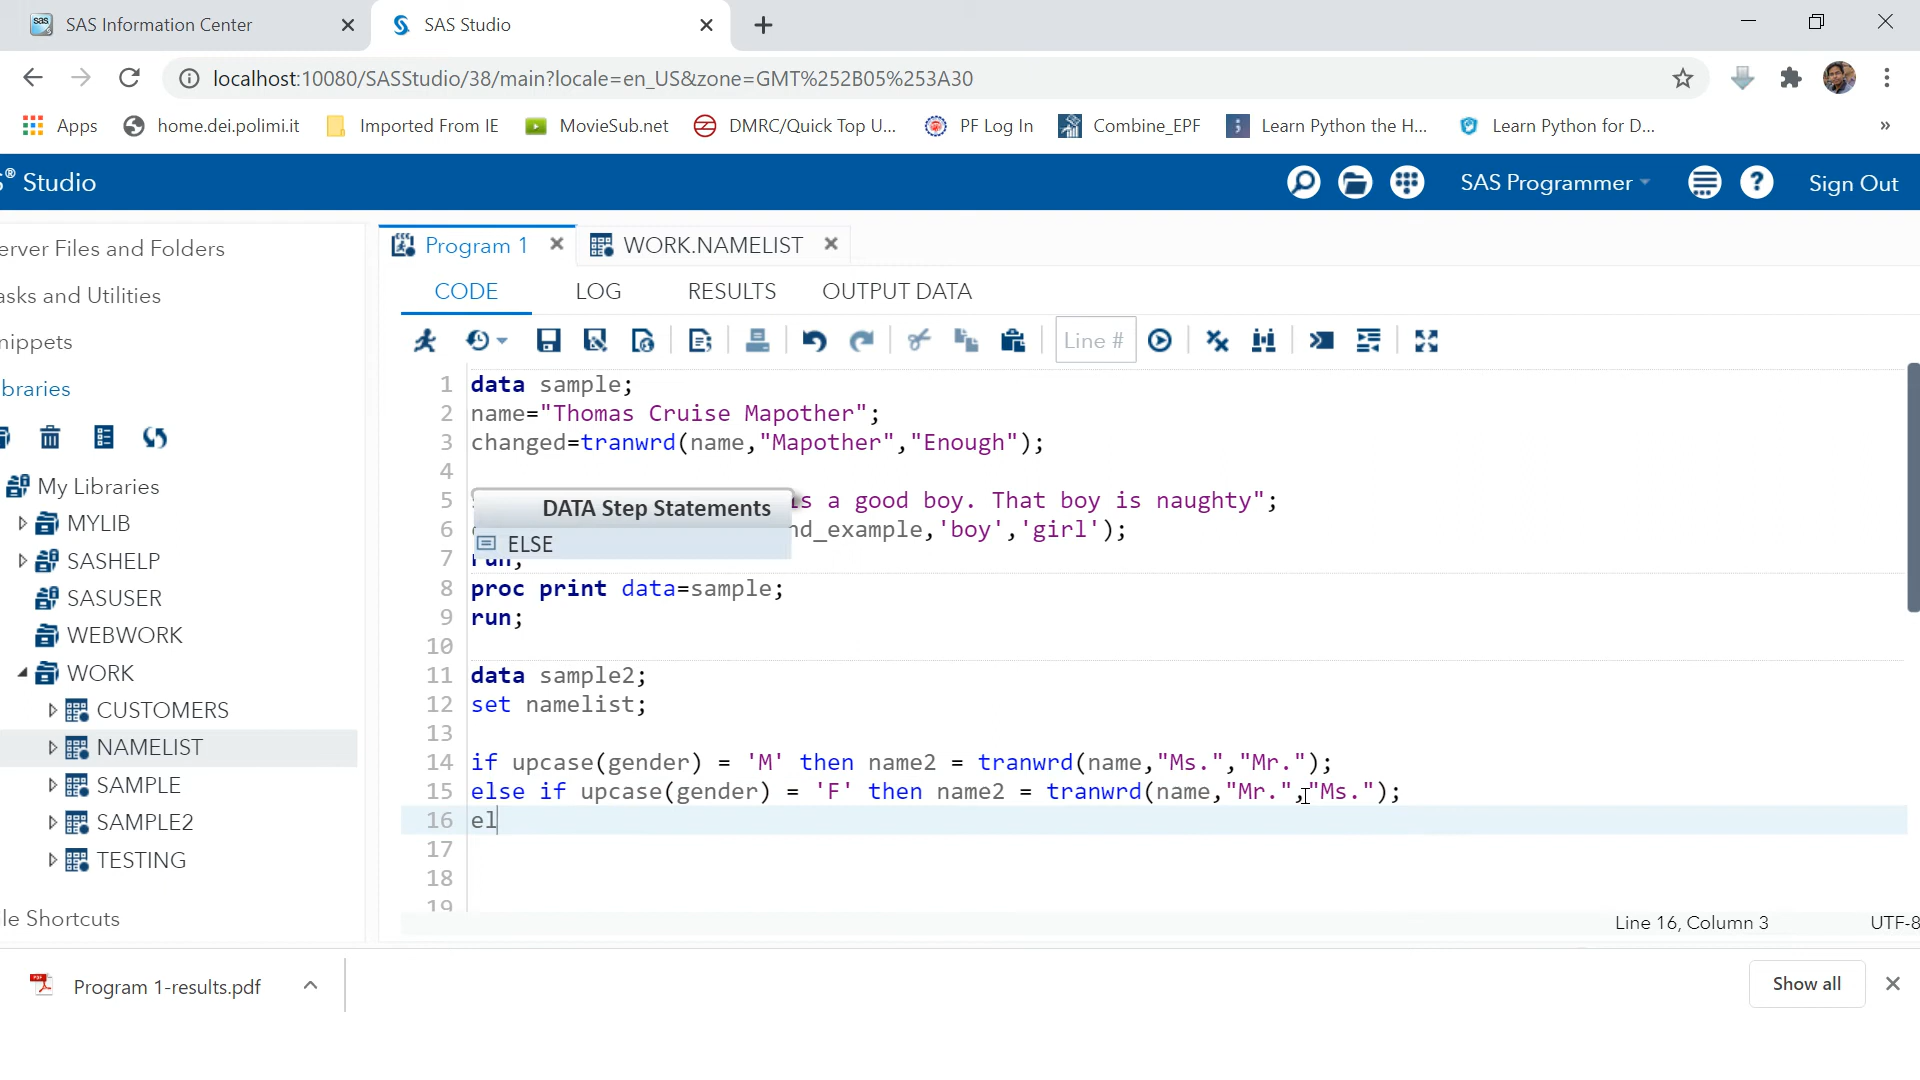 sas SAS Information Center
SAS Studio
localhost:10080/SASStudio/38/main?locale=en_US&zone=GMT%252B05%253A30
Apps home.dei.polimi.it Imported From IE MovieSub.net DMRC/Quick Top U... PF Log In Combine_EPF Learn Python the H... Learn Python for D... »
® Studio SAS Programmer Sign Out
erver Files and Folders
asks and Utilities
nippets
braries
My Libraries
MYLIB
SASHELP
SASUSER
WEBWORK
WORK
CUSTOMERS
NAMELIST
SAMPLE
SAMPLE2
TESTING
le Shortcuts
Program 1 WORK.NAMELIST
CODE LOG RESULTS OUTPUT DATA
Line #
1 data sample;
2 name="Thomas Cruise Mapother";
3 changed=tranwrd(name,"Mapother","Enough");
4
5 is a good boy. That boy is naughty";
6 nd_example,'boy','girl');
7 run;
8 proc print data=sample;
9 run;
10
11 data sample2;
12 set namelist;
13
14 if upcase(gender) = 'M' then name2 = tranwrd(name,"Ms.","Mr.");
15 else if upcase(gender) = 'F' then name2 = tranwrd(name,"Mr.","Ms.");
16 el
17
18
19
DATA Step Statements
ELSE
Line 16, Column 3 UTF-8
Program 1-results.pdf
Show all